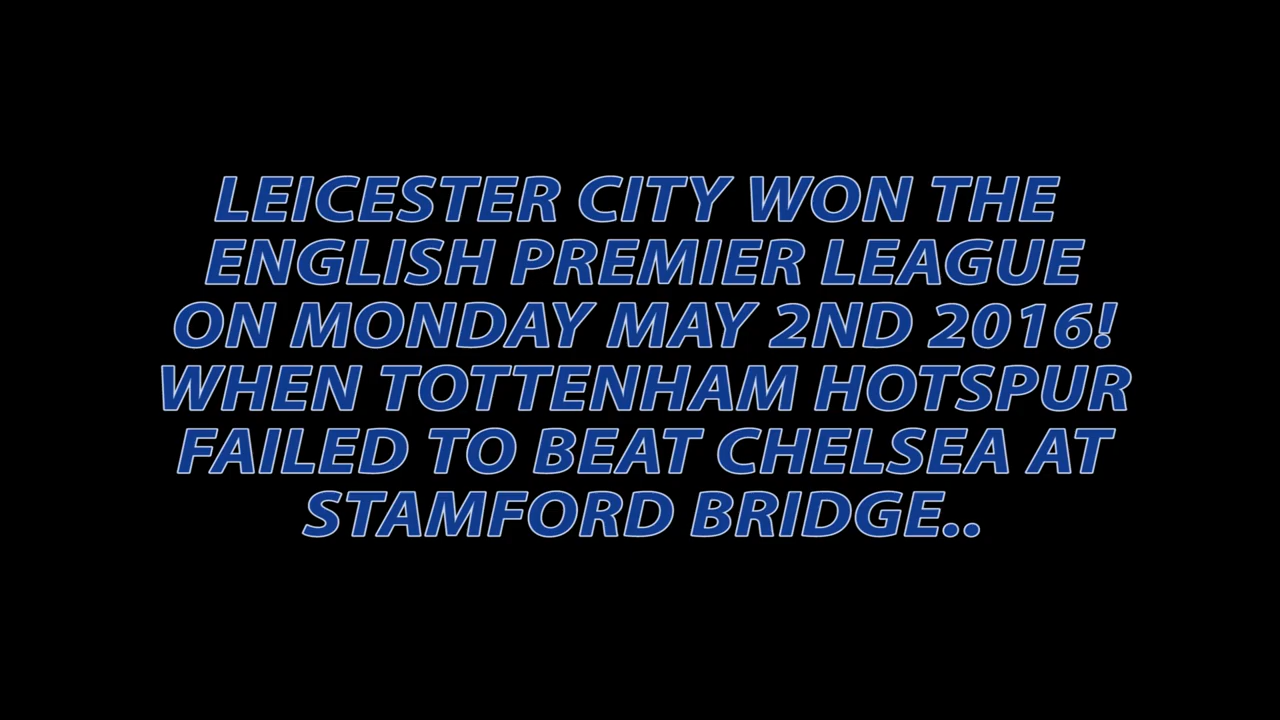 LEICESTER CITY WON THE
ENGLISH PREMIER LEAGUE
ON MONDAY MAY 2ND 2016!
WHEN TOTTENHAM HOTSPUR
FAILED TO BEAT CHELSEA AT
STAMFORD BRIDGE..